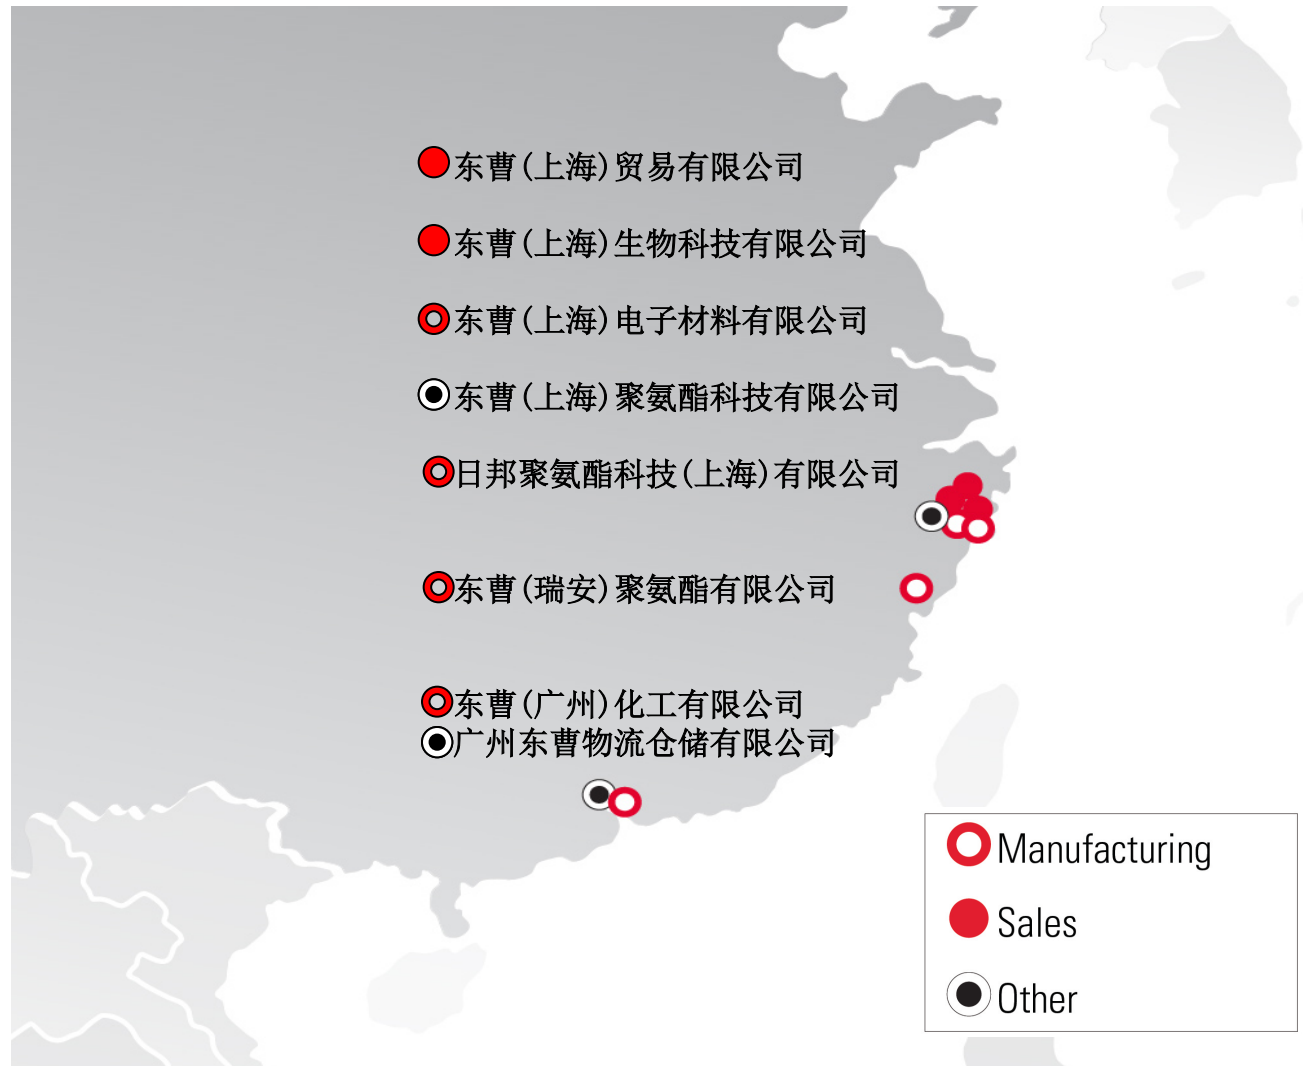 东曹(上海)贸易有限公司
东曹(上海)生物科技有限公司
东曹(上海)电子材料有限公司
东曹(上海)聚氨酯科技有限公司
日邦聚氨酯科技(上海)有限公司
东曹(瑞安)聚氨酯有限公司
东曹(广州)化工有限公司
广州东曹物流仓储有限公司
Manufacturing
Sales
Other